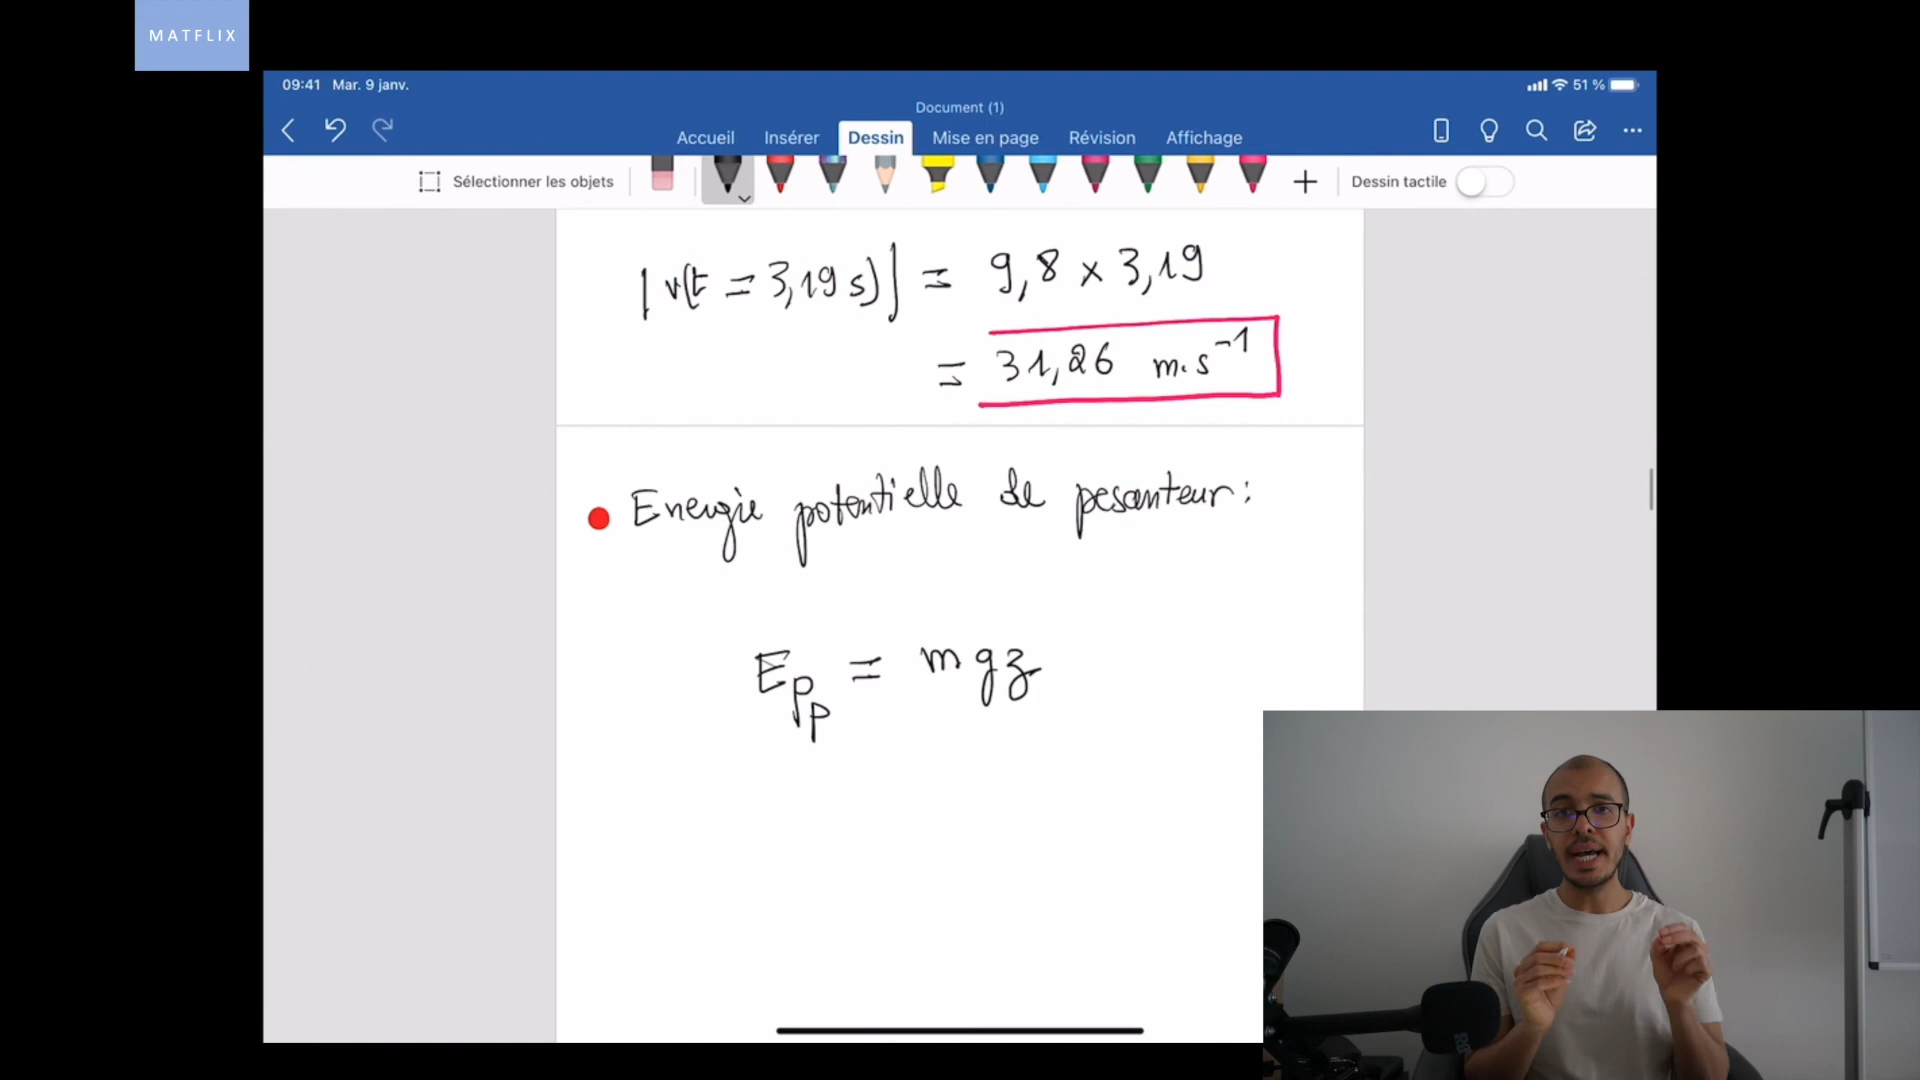 MATFLIX
09:41 Mar. 9 janv.
51 %
Document (1)
Accueil Insérer Dessin Mise en page Révision Affichage
Sélectionner les objets
Dessin tactile
|v(t = 3,19 s)| = 9,8 x 3,19
= 31,26 m.s⁻¹
Energie potentielle de pesanteur :
Epp = mgz